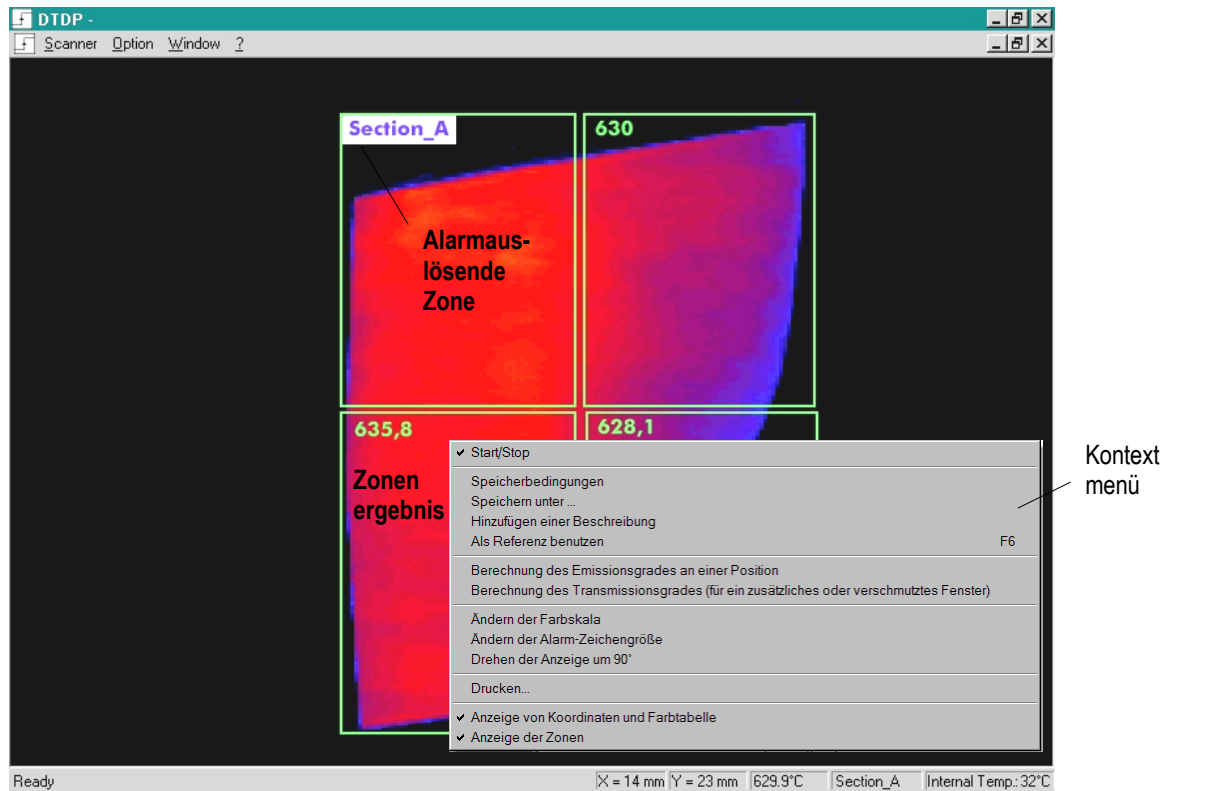 DTDP -
Scanner Option Window ?
Section_A
630
Alarmaus-
lösende
Zone
635,8
628,1
Zonen
ergebnis
Start/Stop
Speicherbedingungen
Speichern unter ...
Hinzufügen einer Beschreibung
Als Referenz benutzen F6
Berechnung des Emissionsgrades an einer Position
Berechnung des Transmissionsgrades (für ein zusätzliches oder verschmutztes Fenster)
Ändern der Farbskala
Ändern der Alarm-Zeichengröße
Drehen der Anzeige um 90°
Drucken...
Anzeige von Koordinaten und Farbtabelle
Anzeige der Zonen
Kontext
menü
Ready X = 14 mm Y = 23 mm 629.9°C Section_A Internal Temp.: 32°C